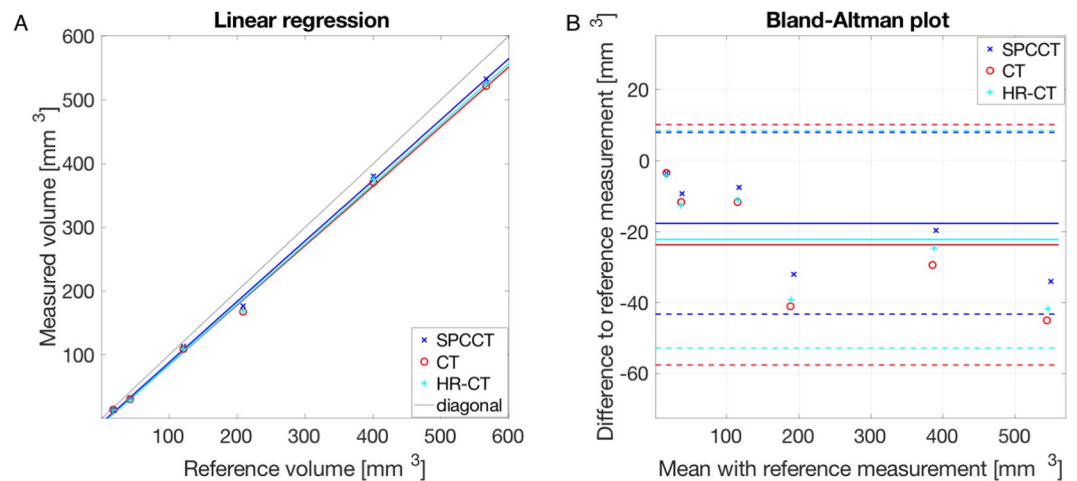 A
Linear regression
Measured volume [mm 3]
600
500
400
300
200
100
SPCCT
CT
HR-CT
diagonal
100 200 300 400 500 600
Reference volume [mm 3]
B
Bland-Altman plot
Difference to reference measurement [mm 3]
20
0
-20
-40
-60
SPCCT
CT
HR-CT
0 100 200 300 400 500
Mean with reference measurement [mm 3]